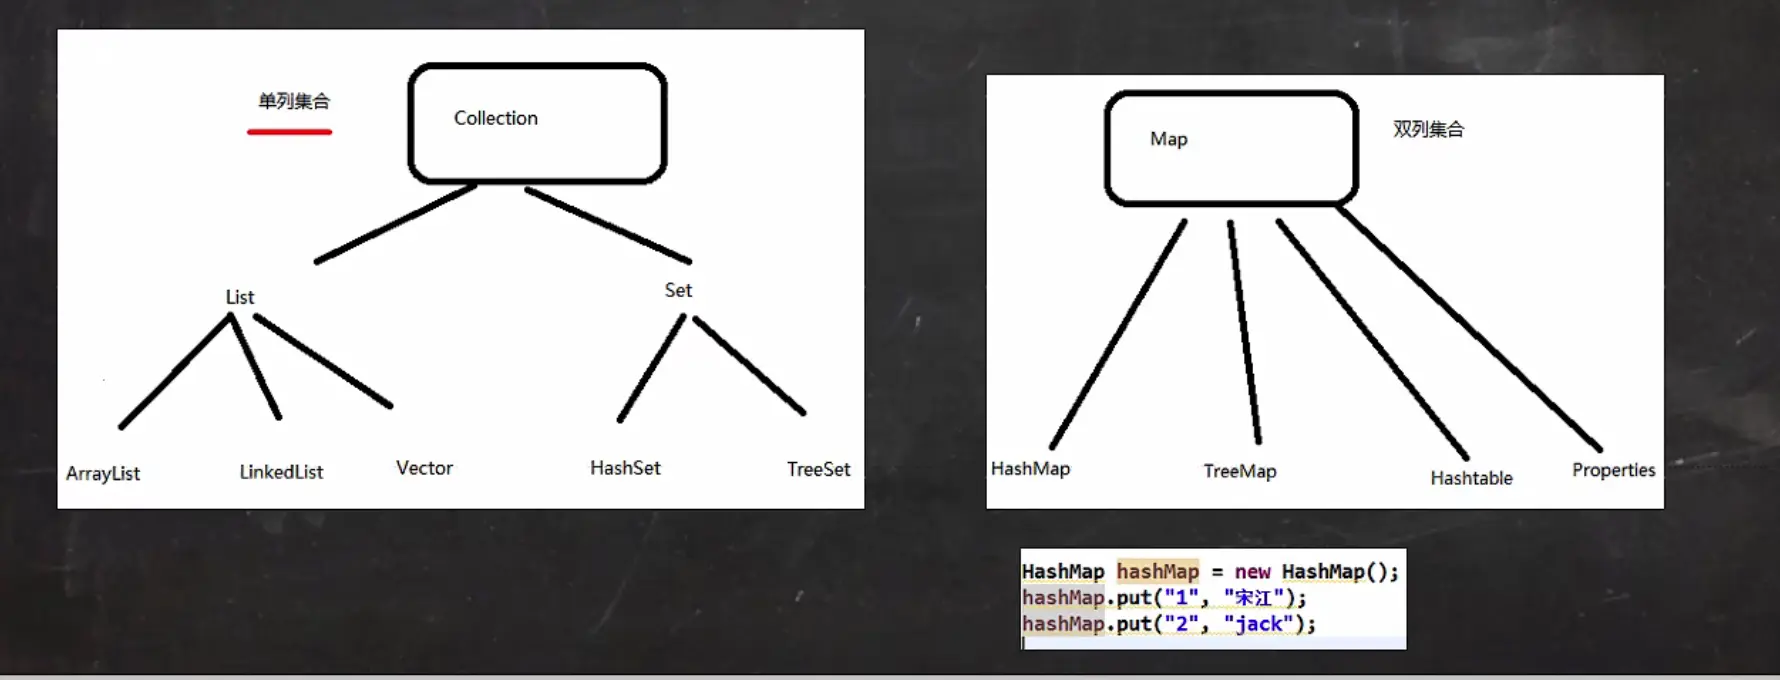 单列集合
Collection
List
Set
ArrayList
LinkedList
Vector
HashSet
TreeSet
Map
双列集合
HashMap
TreeMap
Hashtable
Properties
HashMap hashMap = new HashMap();
hashMap.put("1", "宋江");
hashMap.put("2", "jack");